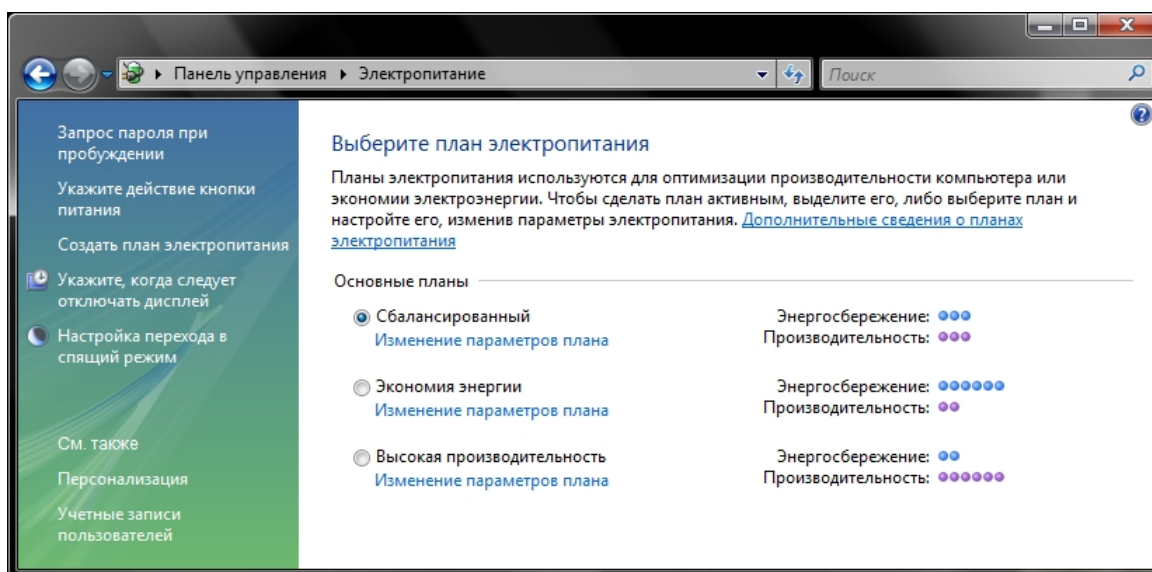 Панель управления ▸ Электропитание
Поиск
Запрос пароля при
пробуждении
Укажите действие кнопки
питания
Создать план электропитания
Укажите, когда следует
отключать дисплей
Настройка перехода в
спящий режим
См. также
Персонализация
Учетные записи
пользователей
Выберите план электропитания
Планы электропитания используются для оптимизации производительности компьютера или
экономии электроэнергии. Чтобы сделать план активным, выделите его, либо выберите план и
настройте его, изменив параметры электропитания. Дополнительные сведения о планах
электропитания
Основные планы
Сбалансированный
Энергосбережение:
Изменение параметров плана
Производительность:
Экономия энергии
Энергосбережение:
Изменение параметров плана
Производительность:
Высокая производительность
Энергосбережение:
Изменение параметров плана
Производительность: